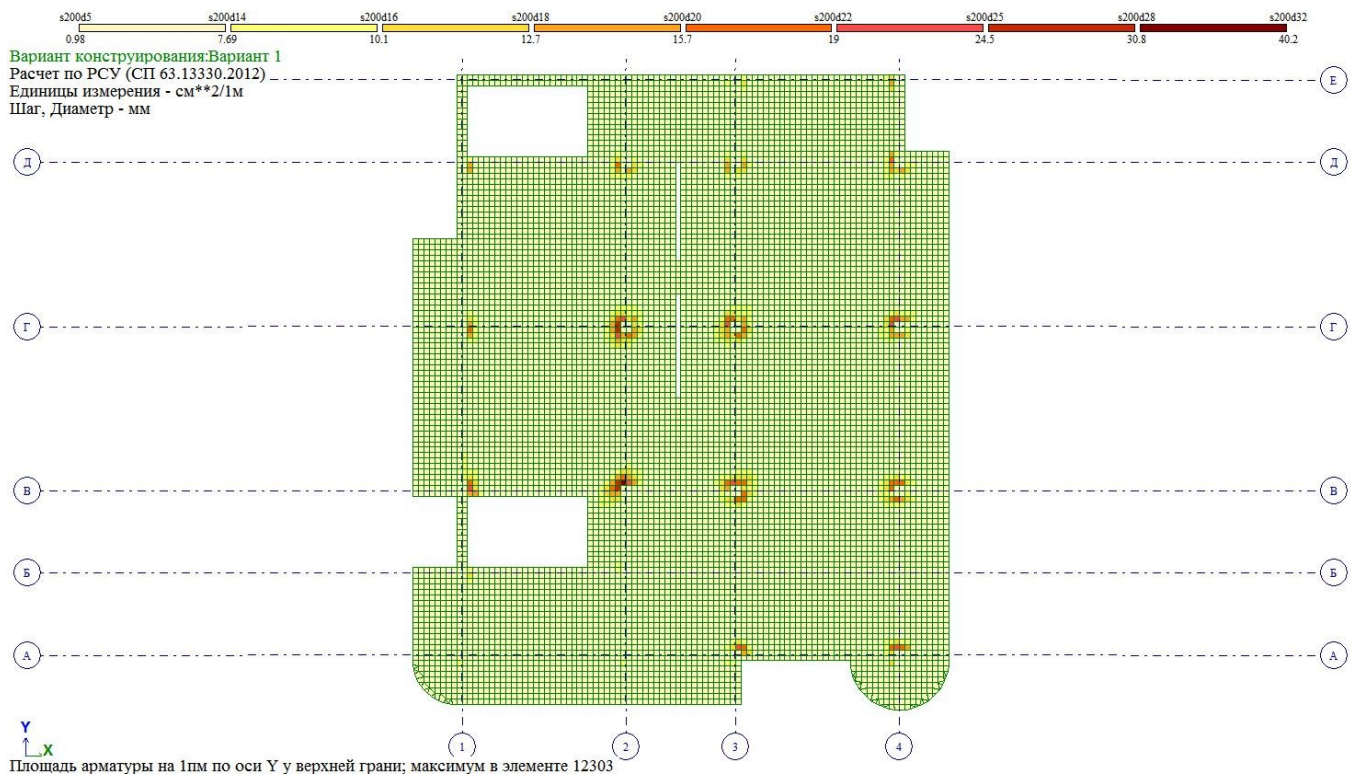 s200d5 s200d14 s200d16 s200d18 s200d20 s200d22 s200d25 s200d28 s200d32
0.98 7.69 10.1 12.7 15.7 19 24.5 30.8 40.2
Вариант конструирования:Вариант 1
Расчет по РСУ (СП 63.13330.2012)
Единицы измерения - см**2/1м
Шаг, Диаметр - мм
Е
Д Д
Г Г
В В
Б Б
А А
Y
X
1 2 3 4
Площадь арматуры на 1пм по оси Y у верхней грани; максимум в элементе 12303